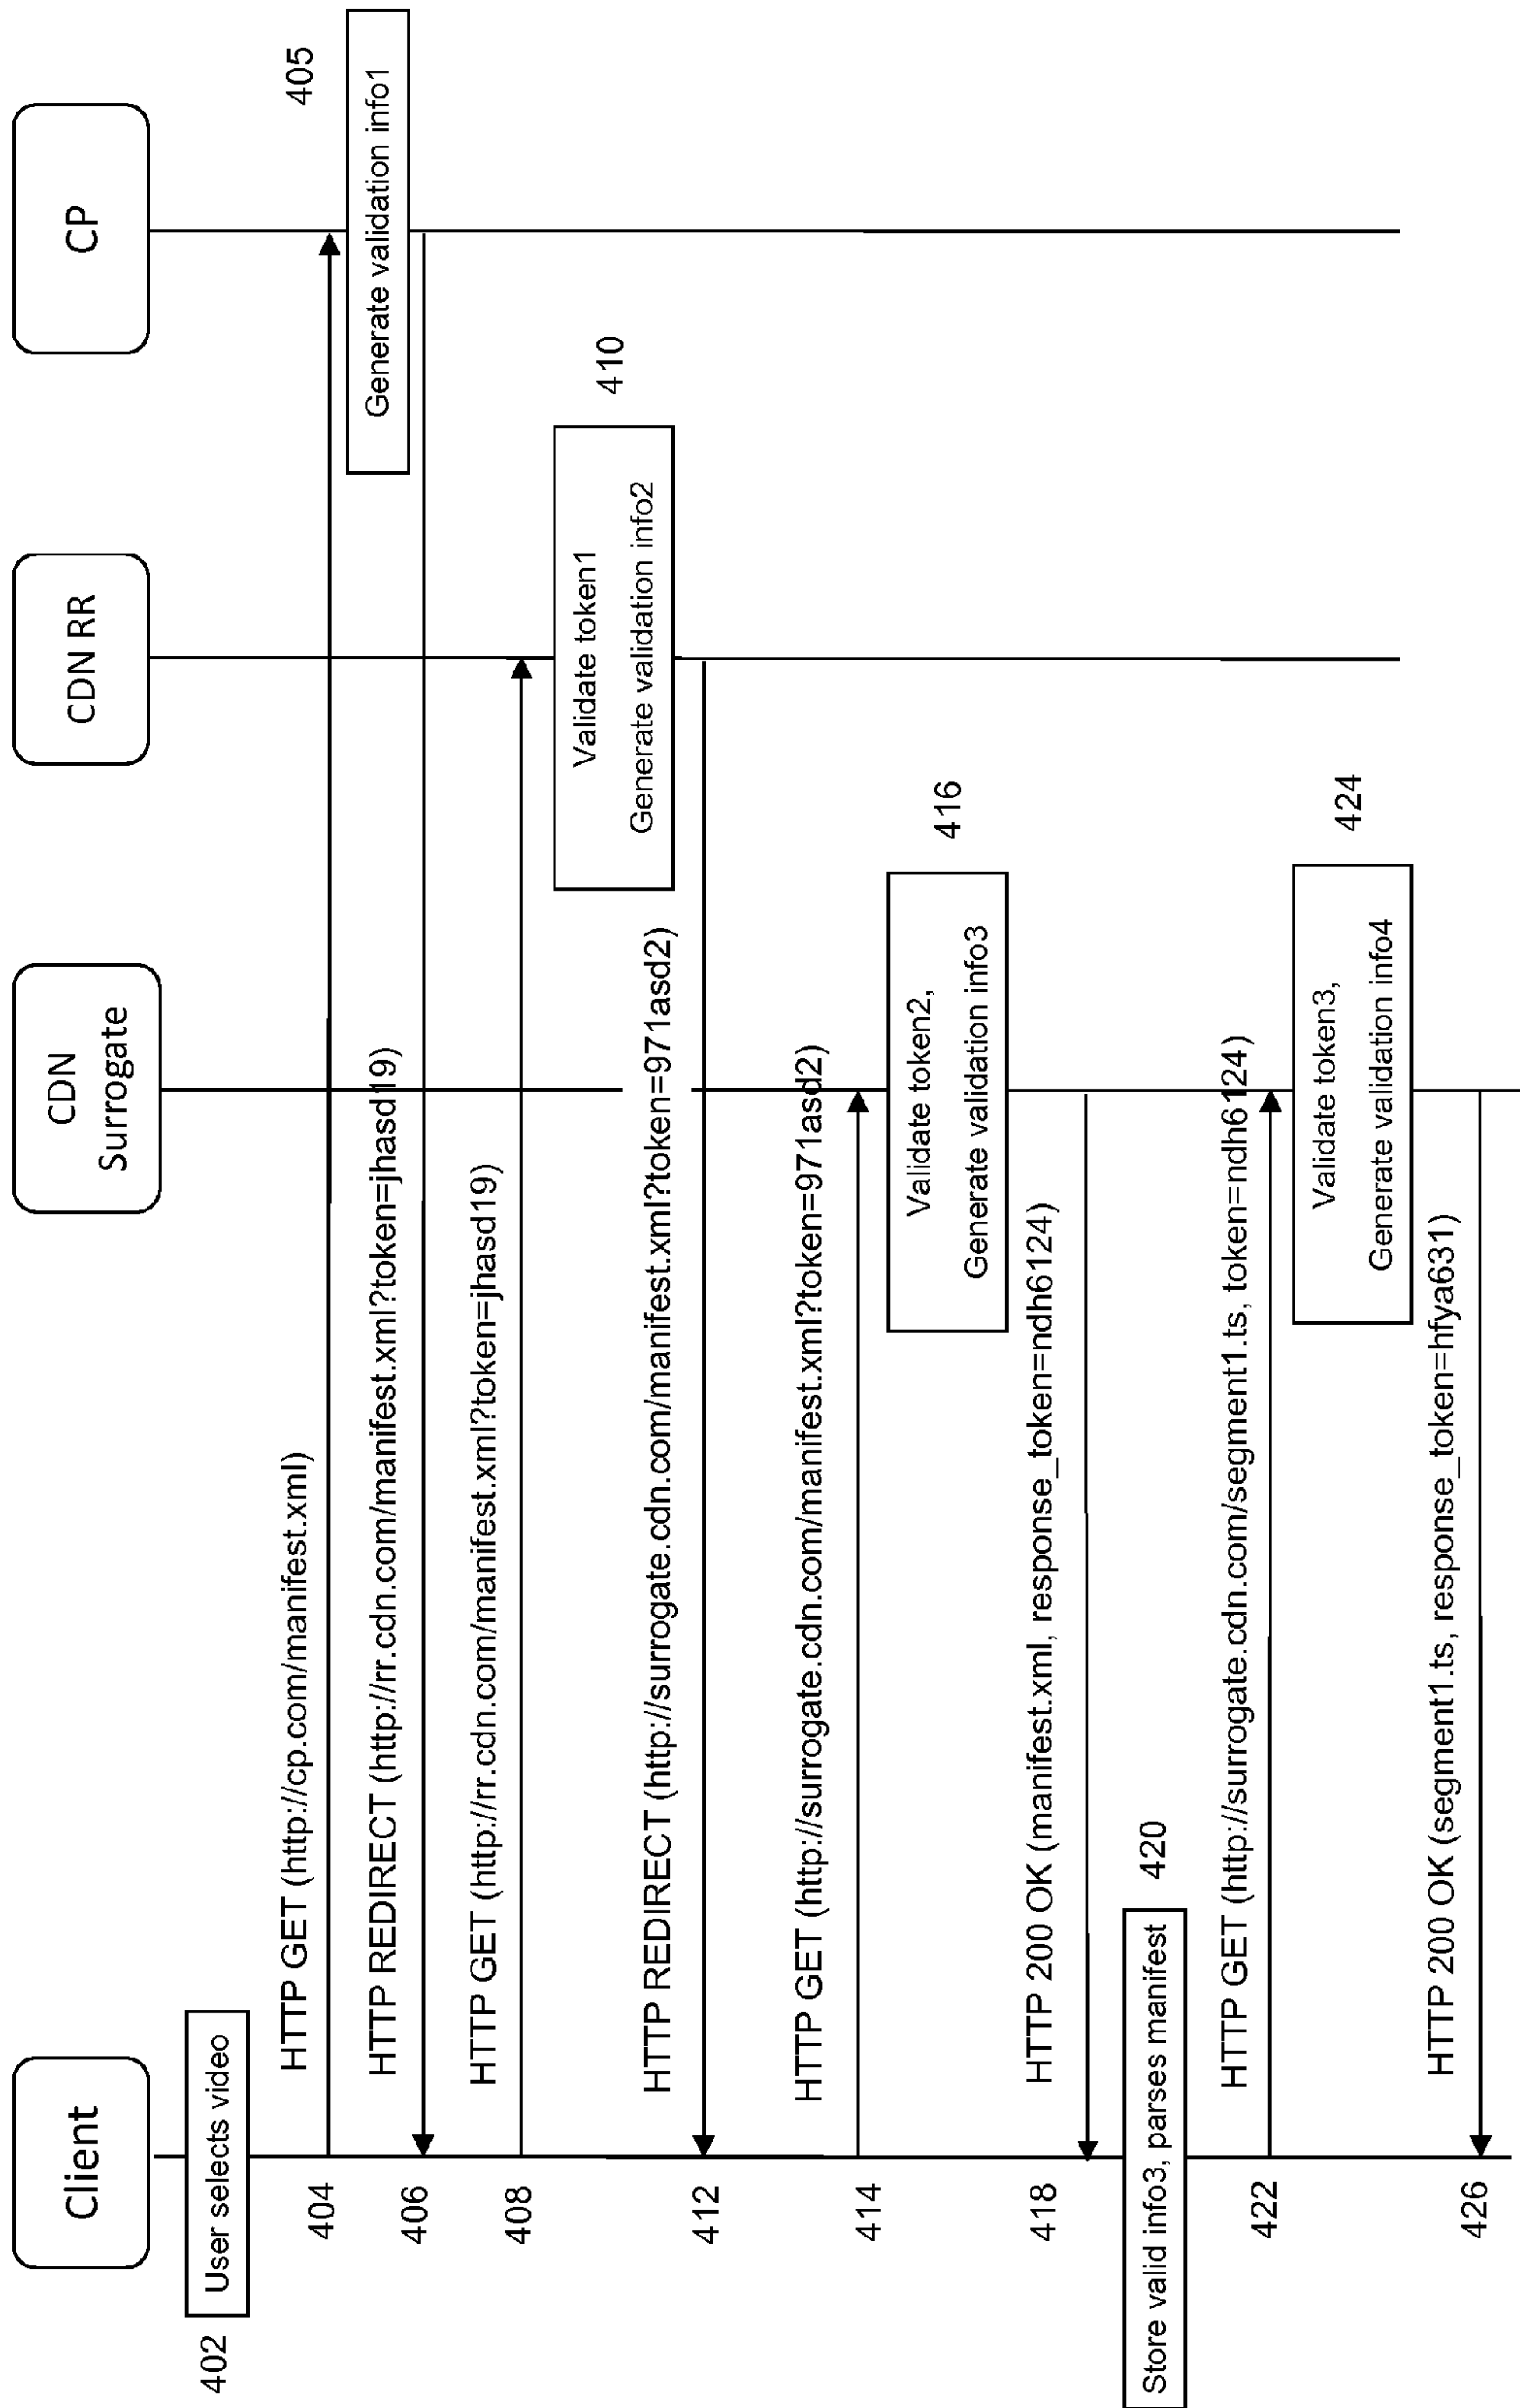 Client
CDN
Surrogate
CDN RR
CP
402
User selects video
404
HTTP GET (http://cp.com/manifest.xml)
405
Generate validation info1
406
HTTP REDIRECT (http://rr.cdn.com/manifest.xml?token=jhasd19)
408
HTTP GET (http://rr.cdn.com/manifest.xml?token=jhasd19)
410
Validate token1
Generate validation info2
412
HTTP REDIRECT (http://surrogate.cdn.com/manifest.xml?token=971asd2)
414
HTTP GET (http://surrogate.cdn.com/manifest.xml?token=971asd2)
416
Validate token2,
Generate validation info3
418
HTTP 200 OK (manifest.xml, response_token=ndh6124)
Store valid info3, parses manifest
420
422
HTTP GET (http://surrogate.cdn.com/segment1.ts, token=ndh6124)
424
Validate token3,
Generate validation info4
426
HTTP 200 OK (segment1.ts, response_token=hfya631)